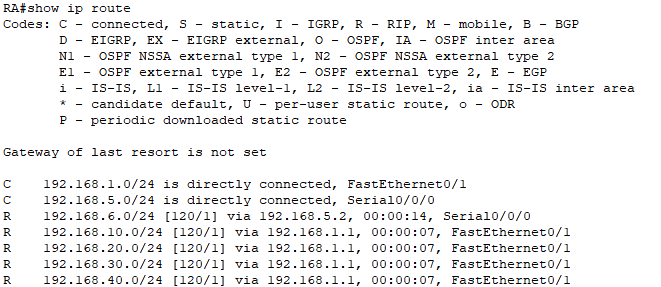 RA#show ip route
Codes: C - connected, S - static, I - IGRP, R - RIP, M - mobile, B - BGP
D - EIGRP, EX - EIGRP external, O - OSPF, IA - OSPF inter area
N1 - OSPF NSSA external type 1, N2 - OSPF NSSA external type 2
E1 - OSPF external type 1, E2 - OSPF external type 2, E - EGP
i - IS-IS, L1 - IS-IS level-1, L2 - IS-IS level-2, ia - IS-IS inter area
* - candidate default, U - per-user static route, o - ODR
P - periodic downloaded static route
Gateway of last resort is not set
C 192.168.1.0/24 is directly connected, FastEthernet0/1
C 192.168.5.0/24 is directly connected, Serial0/0/0
R 192.168.6.0/24 [120/1] via 192.168.5.2, 00:00:14, Serial0/0/0
R 192.168.10.0/24 [120/1] via 192.168.1.1, 00:00:07, FastEthernet0/1
R 192.168.20.0/24 [120/1] via 192.168.1.1, 00:00:07, FastEthernet0/1
R 192.168.30.0/24 [120/1] via 192.168.1.1, 00:00:07, FastEthernet0/1
R 192.168.40.0/24 [120/1] via 192.168.1.1, 00:00:07, FastEthernet0/1